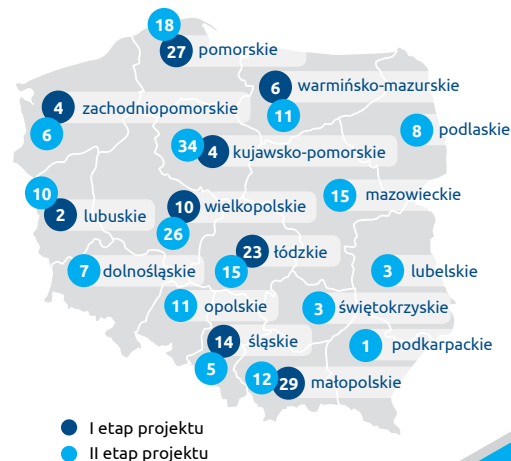 18
27 pomorskie
6 warmińsko-mazurskie
11
4 zachodniopomorskie
6
8 podlaskie
34 4 kujawsko-pomorskie
10
2 lubuskie
15 mazowieckie
10 wielkopolskie
26
23 łódzkie
15
7 dolnośląskie
3 lubelskie
11 opolskie
3 świętokrzyskie
14 śląskie
5
1 podkarpackie
12 29 małopolskie
I etap projektu
II etap projektu